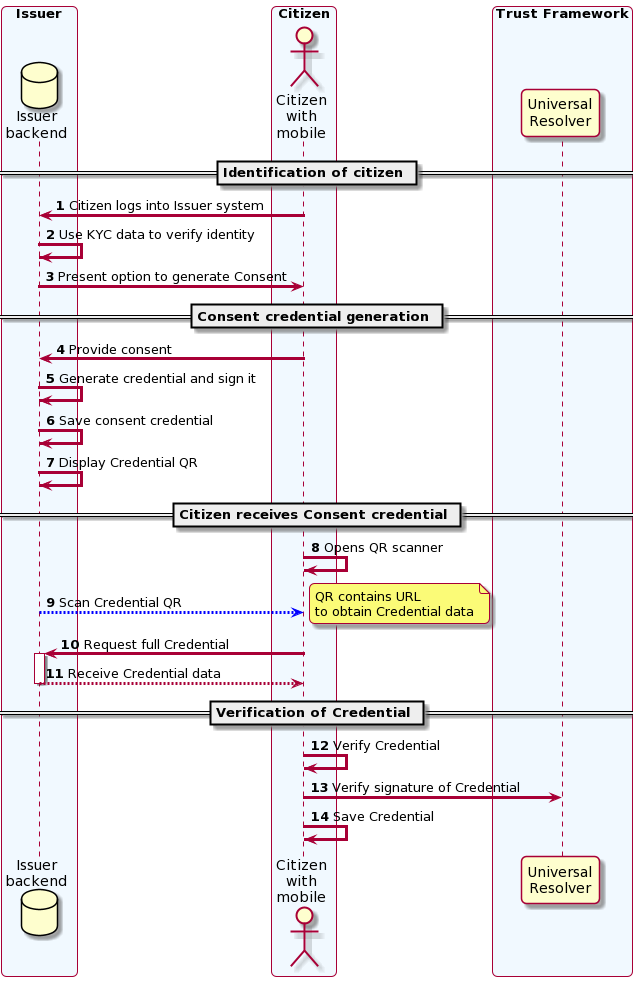 Issuer
Citizen
Trust Framework
Issuer
backend
Citizen
with
mobile
Universal
Resolver
Identification of citizen
1 Citizen logs into Issuer system
2 Use KYC data to verify identity
3 Present option to generate Consent
Consent credential generation
4 Provide consent
5 Generate credential and sign it
6 Save consent credential
7 Display Credential QR
Citizen receives Consent credential
8 Opens QR scanner
QR contains URL
to obtain Credential data
9 Scan Credential QR
10 Request full Credential
11 Receive Credential data
Verification of Credential
12 Verify Credential
13 Verify signature of Credential
14 Save Credential
Issuer
backend
Citizen
with
mobile
Universal
Resolver